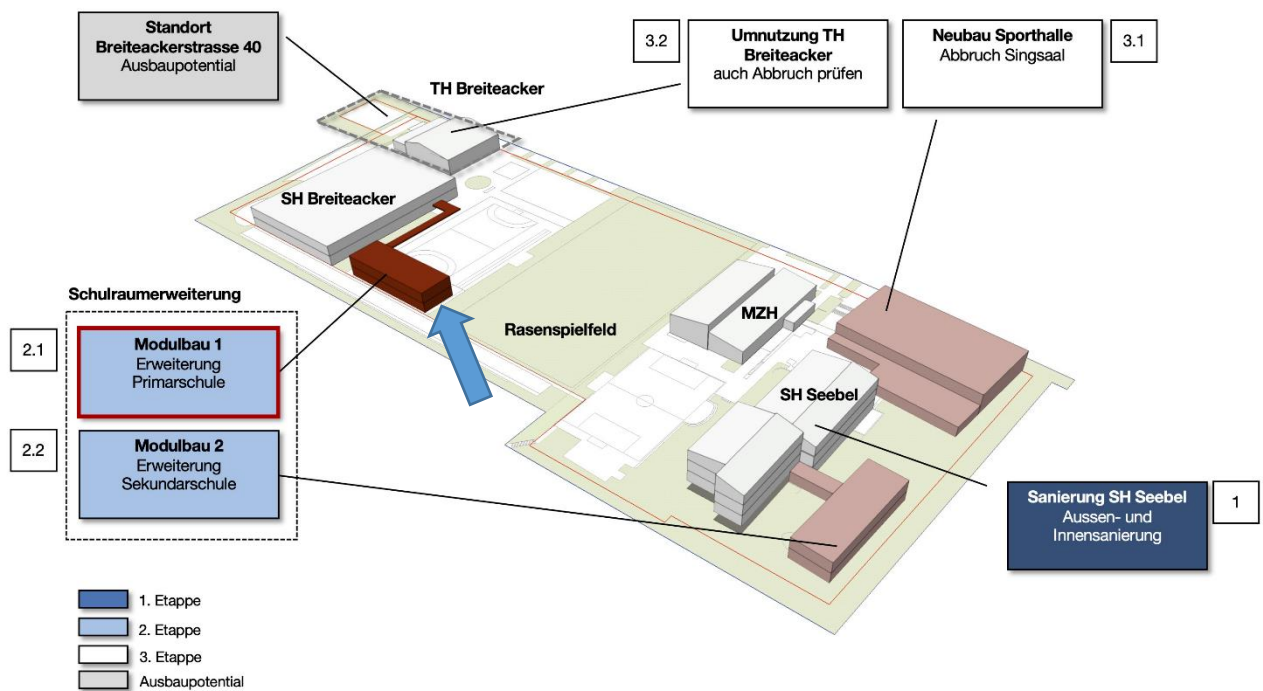 Standort
Breiteackerstrasse 40
Ausbaupotential
3.2
Umnutzung TH
Breiteacker
auch Abbruch prüfen
Neubau Sporthalle
Abbruch Singsaal
3.1
TH Breiteacker
SH Breiteacker
Schulraumerweiterung
2.1
Modulbau 1
Erweiterung
Primarschule
2.2
Modulbau 2
Erweiterung
Sekundarschule
Rasenspielfeld
MZH
SH Seebel
Sanierung SH Seebel
Aussen- und
Innensanierung
1
1. Etappe
2. Etappe
3. Etappe
Ausbaupotential